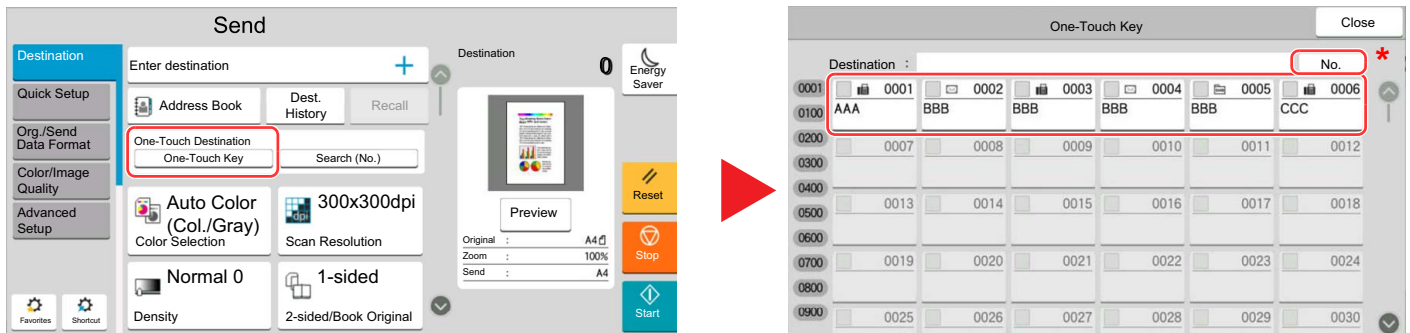 Send
Destination
Quick Setup
Org./Send
Data Format
Color/Image
Quality
Advanced
Setup
Favorites
Shortcut
Enter destination
+
Address Book
Dest.
History
Recall
One-Touch Destination
One-Touch Key
Search (No.)
Auto Color
(Col./Gray)
Color Selection
dpi
300x300dpi
Scan Resolution
Normal 0
Density
1-sided
2-sided/Book Original
Destination
0
Preview
Original : A4
Zoom : 100%
Send : A4
Energy
Saver
Reset
Stop
Start
One-Touch Key
Close
Destination :
No.
*
0001
0100
0200
0300
0400
0500
0600
0700
0800
0900
0001 0002 0003 0004 0005 0006
AAA BBB BBB BBB BBB CCC
0007 0008 0009 0010 0011 0012
0013 0014 0015 0016 0017 0018
0019 0020 0021 0022 0023 0024
0025 0026 0027 0028 0029 0030